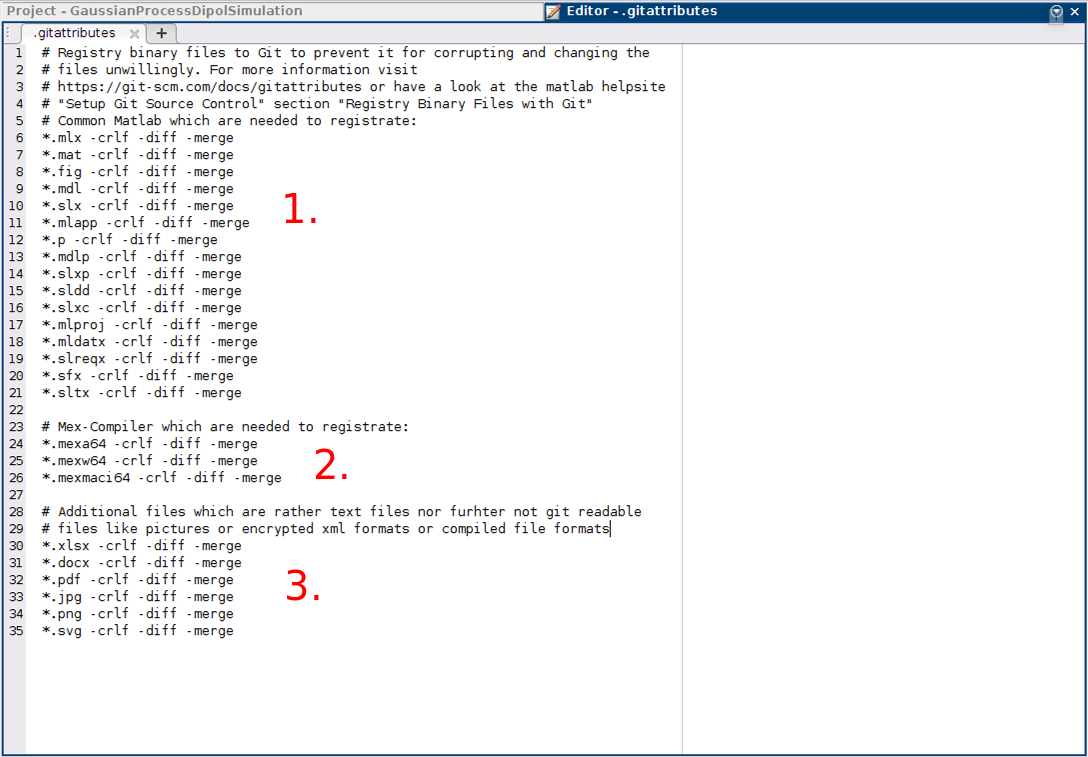 Project - GaussianProcessDipolSimulation
Editor - .gitattributes
.gitattributes
1 # Registry binary files to Git to prevent it for corrupting and changing the
2 # files unwillingly. For more information visit
3 # https://git-scm.com/docs/gitattributes or have a look at the matlab helpsite
4 # "Setup Git Source Control" section "Registry Binary Files with Git"
5 # Common Matlab which are needed to registrate:
6 *.mlx -crlf -diff -merge
7 *.mat -crlf -diff -merge
8 *.fig -crlf -diff -merge
9 *.mdl -crlf -diff -merge
10 *.slx -crlf -diff -merge
1.
11 *.mlapp -crlf -diff -merge
12 *.p -crlf -diff -merge
13 *.mdlp -crlf -diff -merge
14 *.slxp -crlf -diff -merge
15 *.sldd -crlf -diff -merge
16 *.slxc -crlf -diff -merge
17 *.mlproj -crlf -diff -merge
18 *.mldatx -crlf -diff -merge
19 *.slreqx -crlf -diff -merge
20 *.sfx -crlf -diff -merge
21 *.sltx -crlf -diff -merge
22
23 # Mex-Compiler which are needed to registrate:
24 *.mexa64 -crlf -diff -merge
25 *.mexw64 -crlf -diff -merge
2.
26 *.mexmaci64 -crlf -diff -merge
27
28 # Additional files which are rather text files nor furhter not git readable
29 # files like pictures or encrypted xml formats or compiled file formats
30 *.xlsx -crlf -diff -merge
31 *.docx -crlf -diff -merge
32 *.pdf -crlf -diff -merge
3.
33 *.jpg -crlf -diff -merge
34 *.png -crlf -diff -merge
35 *.svg -crlf -diff -merge